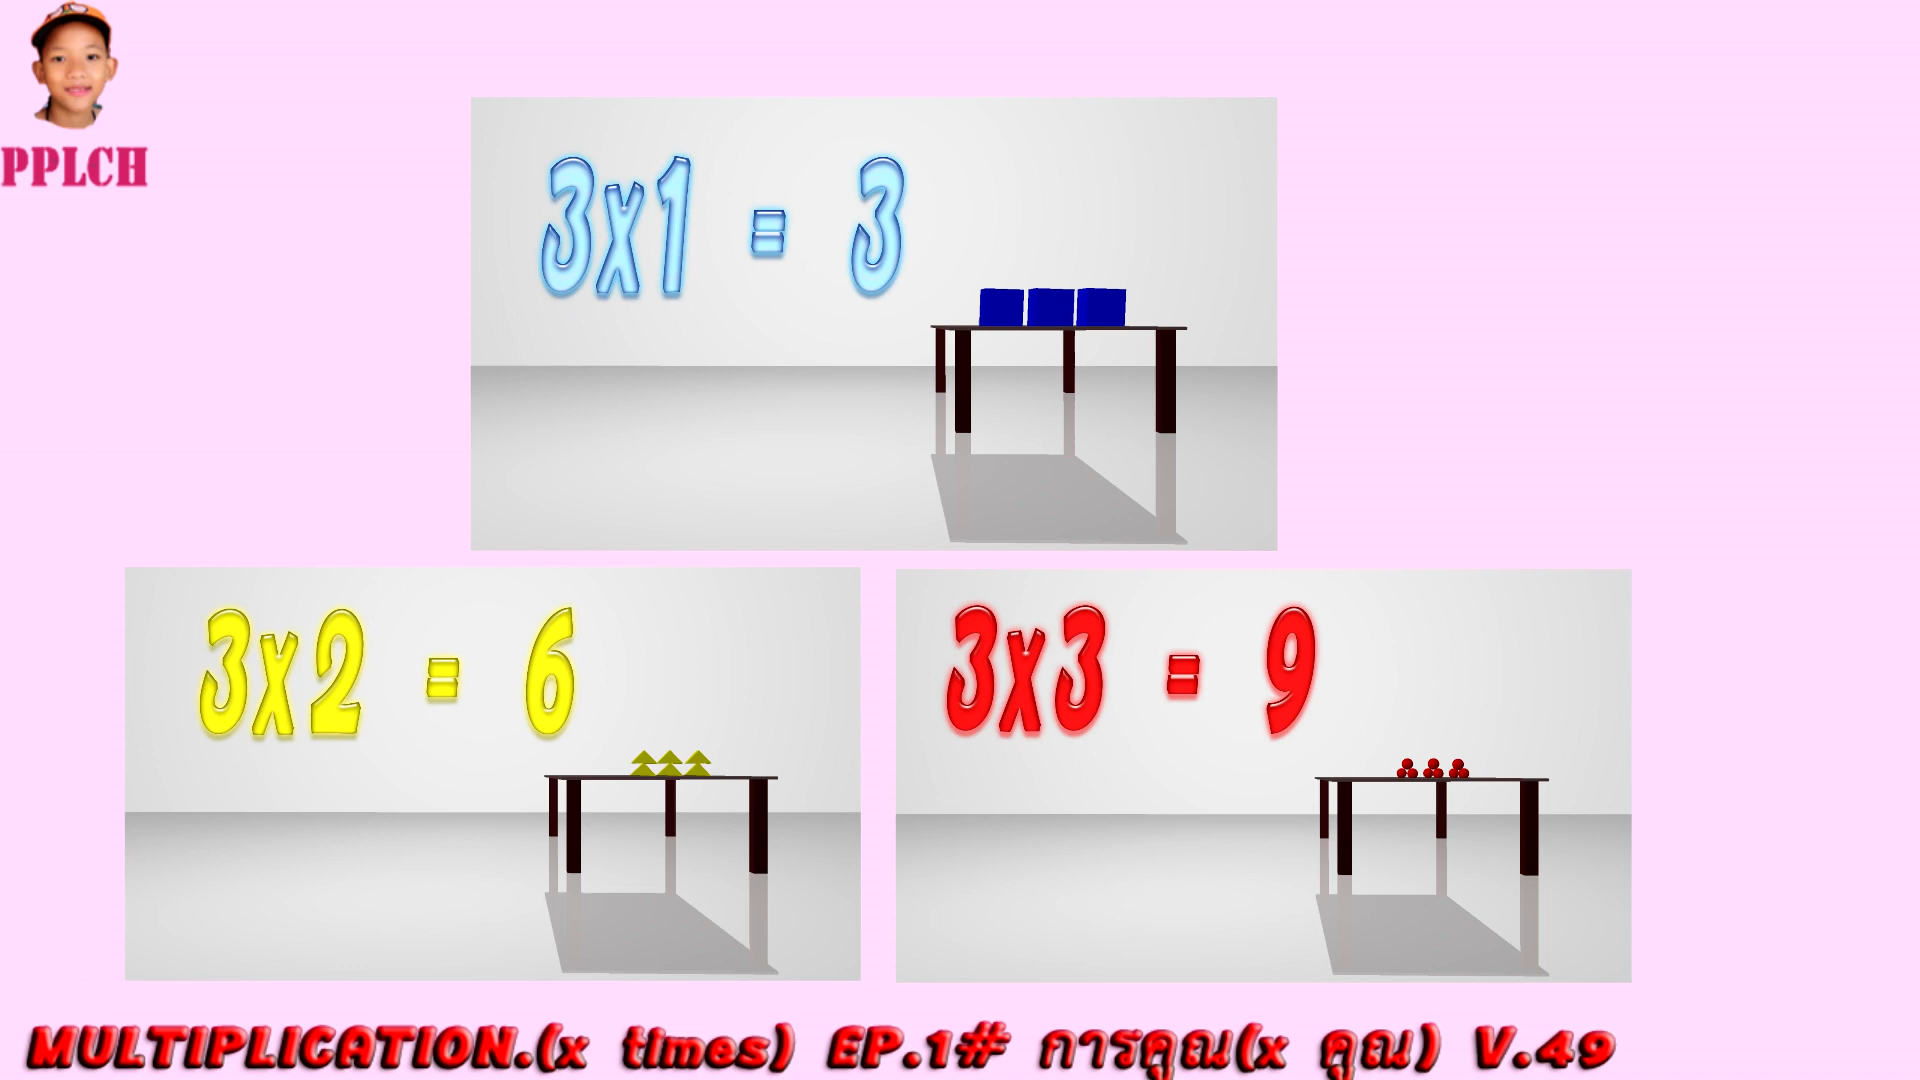 PPLCH
3x1 = 3
3x2 = 6
3x3 = 9
MULTIPLICATION.(x times) EP.1# การคูณ(x คูณ) V.49